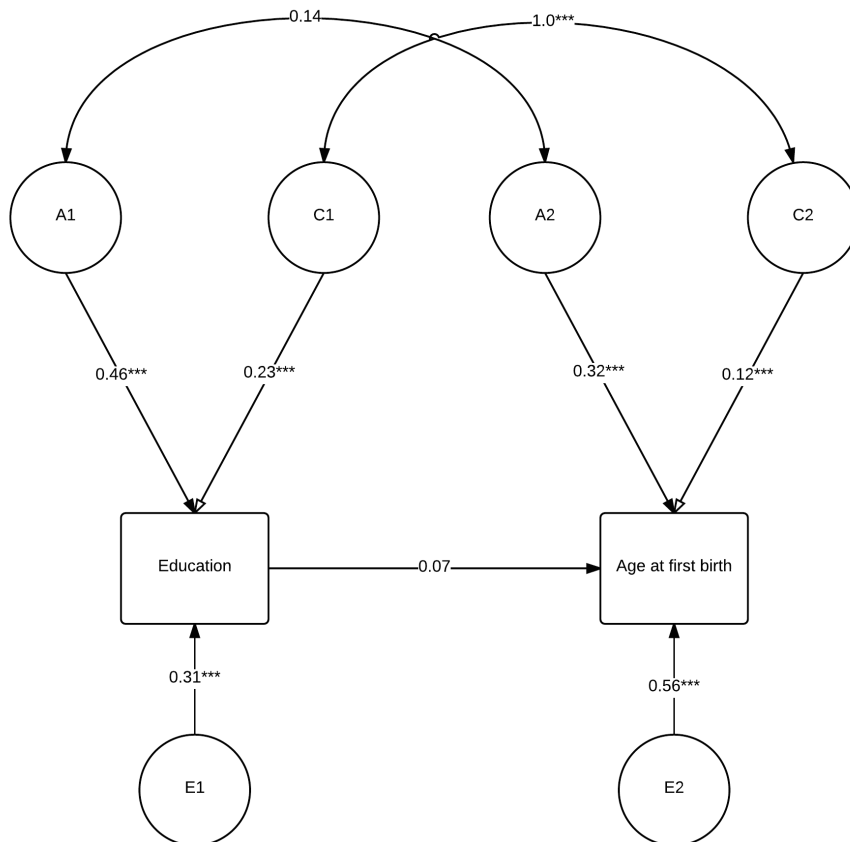 0.14
1.0***
A1
C1
A2
C2
0.46***
0.23***
0.32***
0.12***
Education
0.07
Age at first birth
0.31***
0.56***
E1
E2